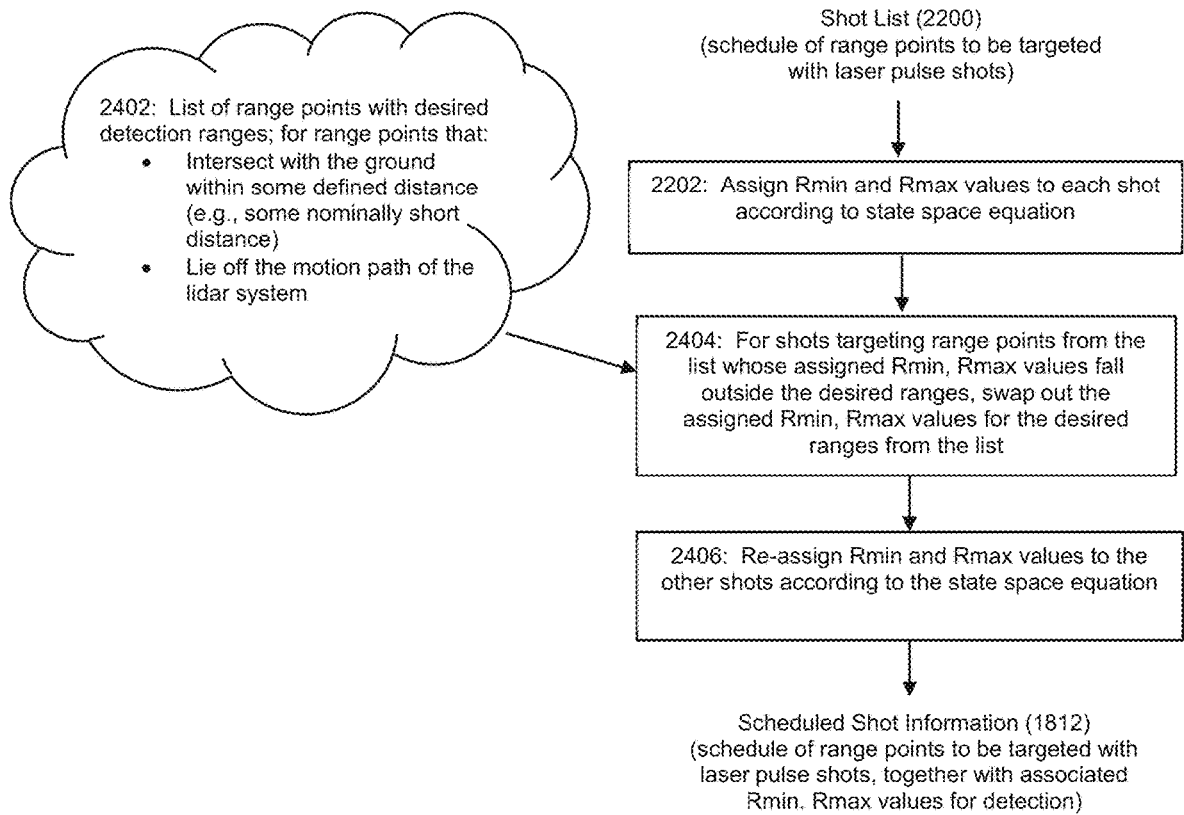 Shot List (2200)
(schedule of range points to be targeted
with laser pulse shots)
2402: List of range points with desired
detection ranges; for range points that:
• Intersect with the ground
within some defined distance
(e.g., some nominally short
distance)
• Lie off the motion path of the
lidar system
2202: Assign Rmin and Rmax values to each shot
according to state space equation
2404: For shots targeting range points from the
list whose assigned Rmin, Rmax values fall
outside the desired ranges, swap out the
assigned Rmin, Rmax values for the desired
ranges from the list
2406: Re-assign Rmin and Rmax values to the
other shots according to the state space equation
Scheduled Shot Information (1812)
(schedule of range points to be targeted with
laser pulse shots, together with associated
Rmin, Rmax values for detection)